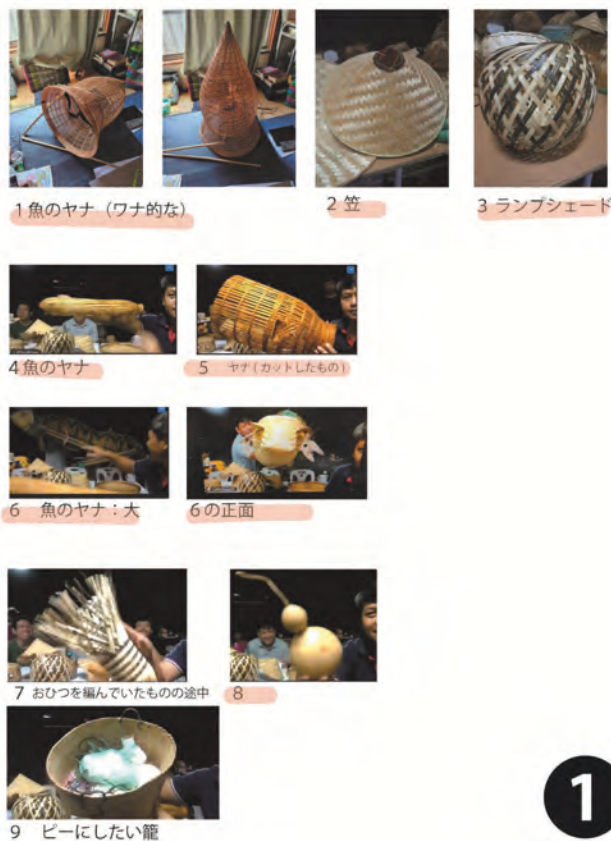 1 魚のヤナ（ワナ的な）
2 笠
3 ランプシェード
4 魚のヤナ
5 ヤナ(カットしたもの)
6 魚のヤナ：大
6の正面
7 おひつを編んでいたものの途中
8
9 ピーにしたい籠
1